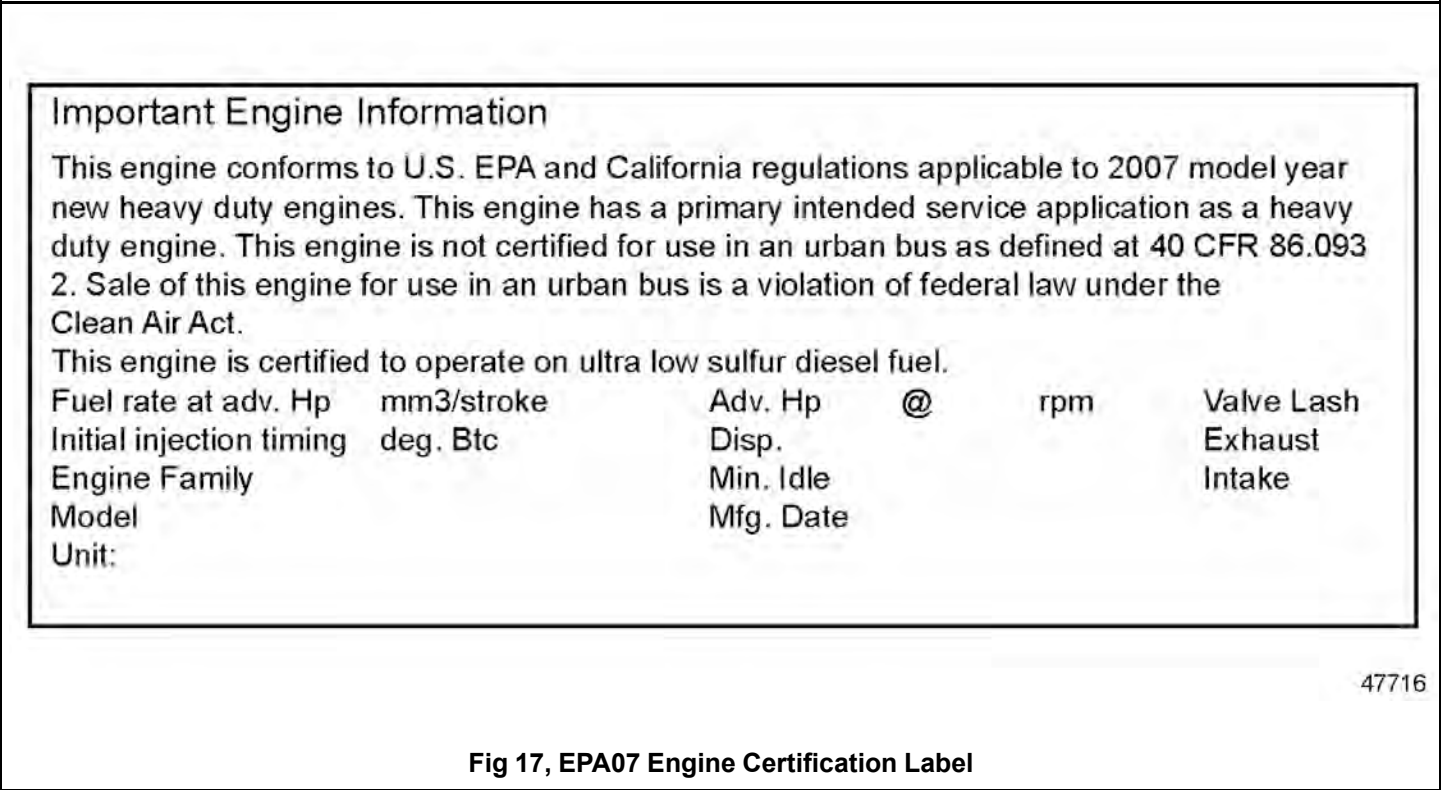 Important Engine Information
This engine conforms to U.S. EPA and California regulations applicable to 2007 model year
new heavy duty engines. This engine has a primary intended service application as a heavy
duty engine. This engine is not certified for use in an urban bus as defined at 40 CFR 86.093
2. Sale of this engine for use in an urban bus is a violation of federal law under the
Clean Air Act.
This engine is certified to operate on ultra low sulfur diesel fuel.
Fuel rate at adv. Hp mm3/stroke Adv. Hp @ rpm Valve Lash
Initial injection timing deg. Btc Disp. Exhaust
Engine Family Min. Idle Intake
Model Mfg. Date
Unit:
47716
Fig 17, EPA07 Engine Certification Label